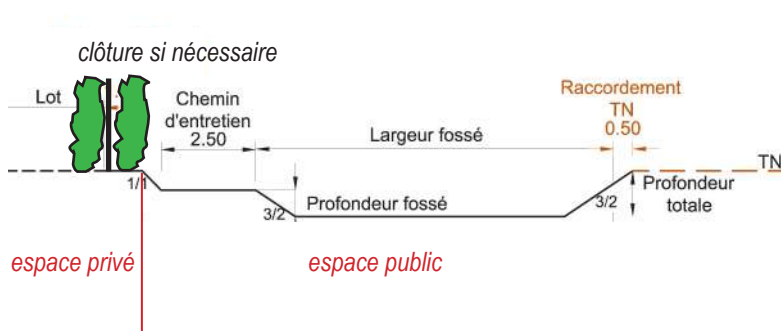 clôture si nécessaire
Lot
Chemin
d'entretien
2.50
Largeur fossé
Raccordement
TN
0.50
TN
1/1
3/2
Profondeur fossé
3/2
Profondeur
totale
espace privé
espace public